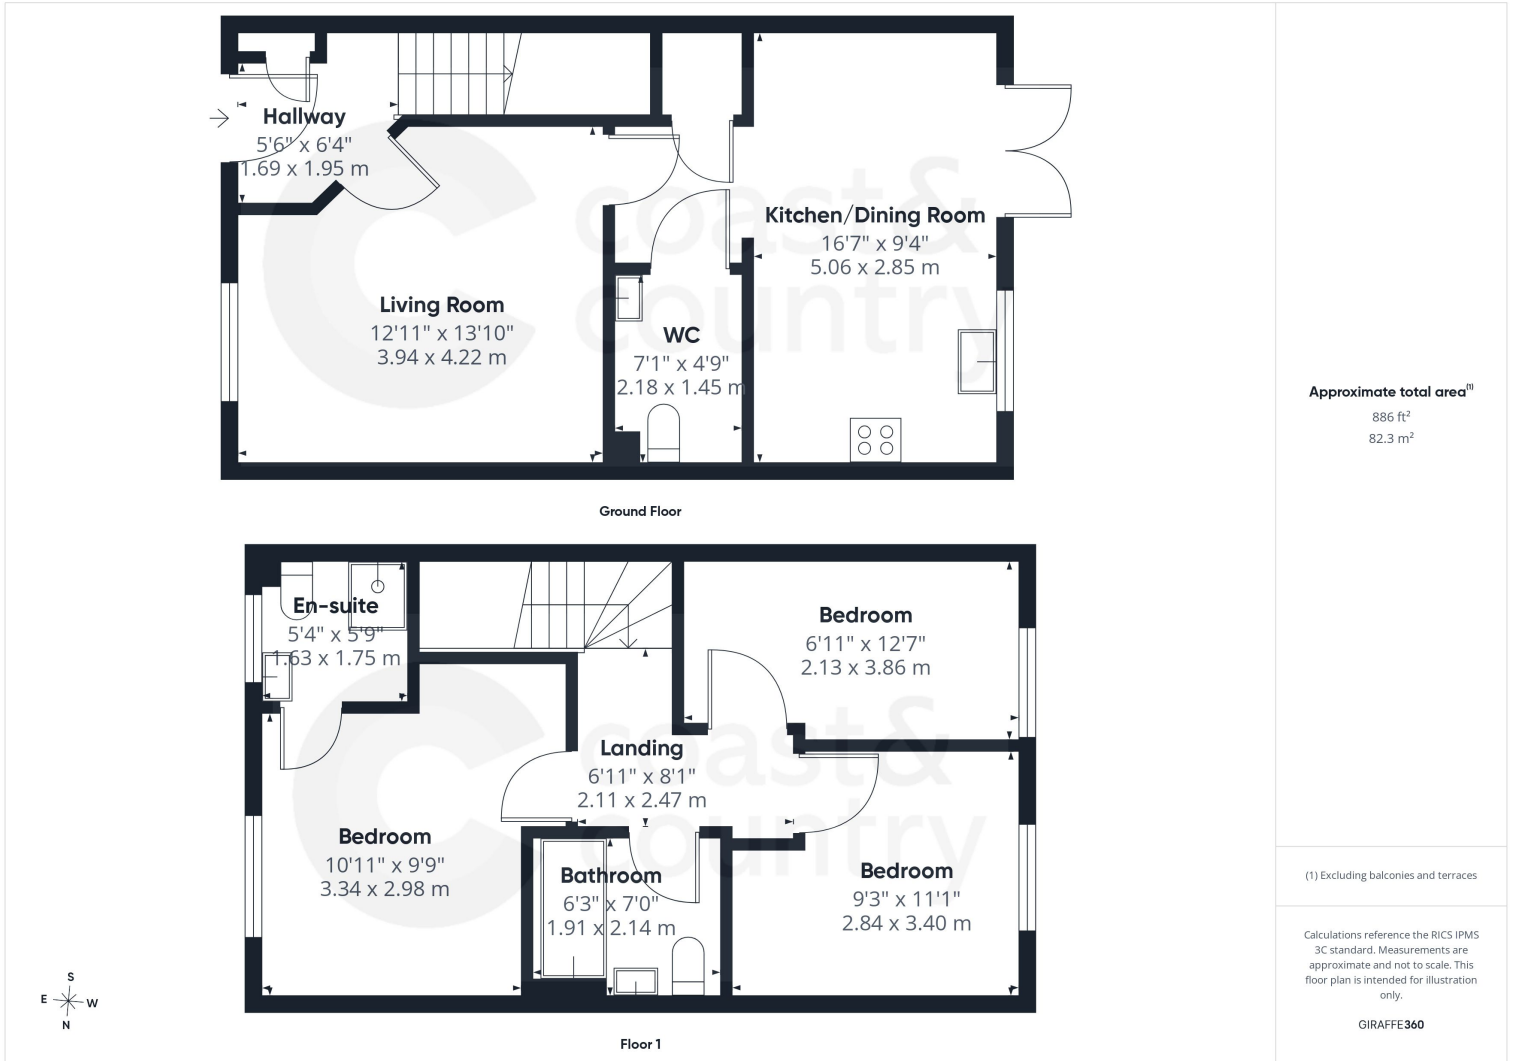 Hallway
5'6" x 6'4"
1.69 x 1.95 m
Living Room
12'11" x 13'10"
3.94 x 4.22 m
WC
7'1" x 4'9"
2.18 x 1.45 m
Kitchen/Dining Room
16'7" x 9'4"
5.06 x 2.85 m
coast&
country
Ground Floor
En-suite
5'4" x 5'9"
1.63 x 1.75 m
Bedroom
6'11" x 12'7"
2.13 x 3.86 m
Landing
6'11" x 8'1"
2.11 x 2.47 m
Bedroom
10'11" x 9'9"
3.34 x 2.98 m
Bathroom
6'3" x 7'0"
1.91 x 2.14 m
Bedroom
9'3" x 11'1"
2.84 x 3.40 m
coast&
country
Floor 1
S
E
W
N
Approximate total area(1)
886 ft²
82.3 m²
(1) Excluding balconies and terraces
Calculations reference the RICS IPMS
3C standard. Measurements are
approximate and not to scale. This
floor plan is intended for illustration
only.
GIRAFFE360